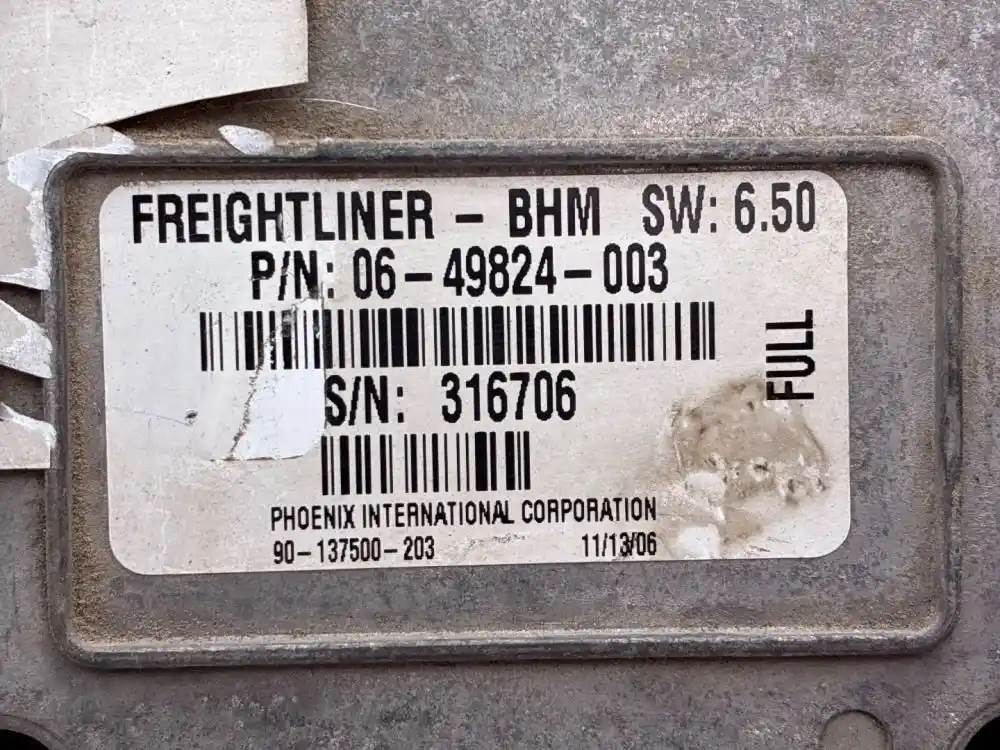 FREIGHTLINER - BHM SW: 6.50
P/N: 06-49824-003
FULL
S/N: 316706
PHOENIX INTERNATIONAL CORPORATION
90-137500-203 11/13/06